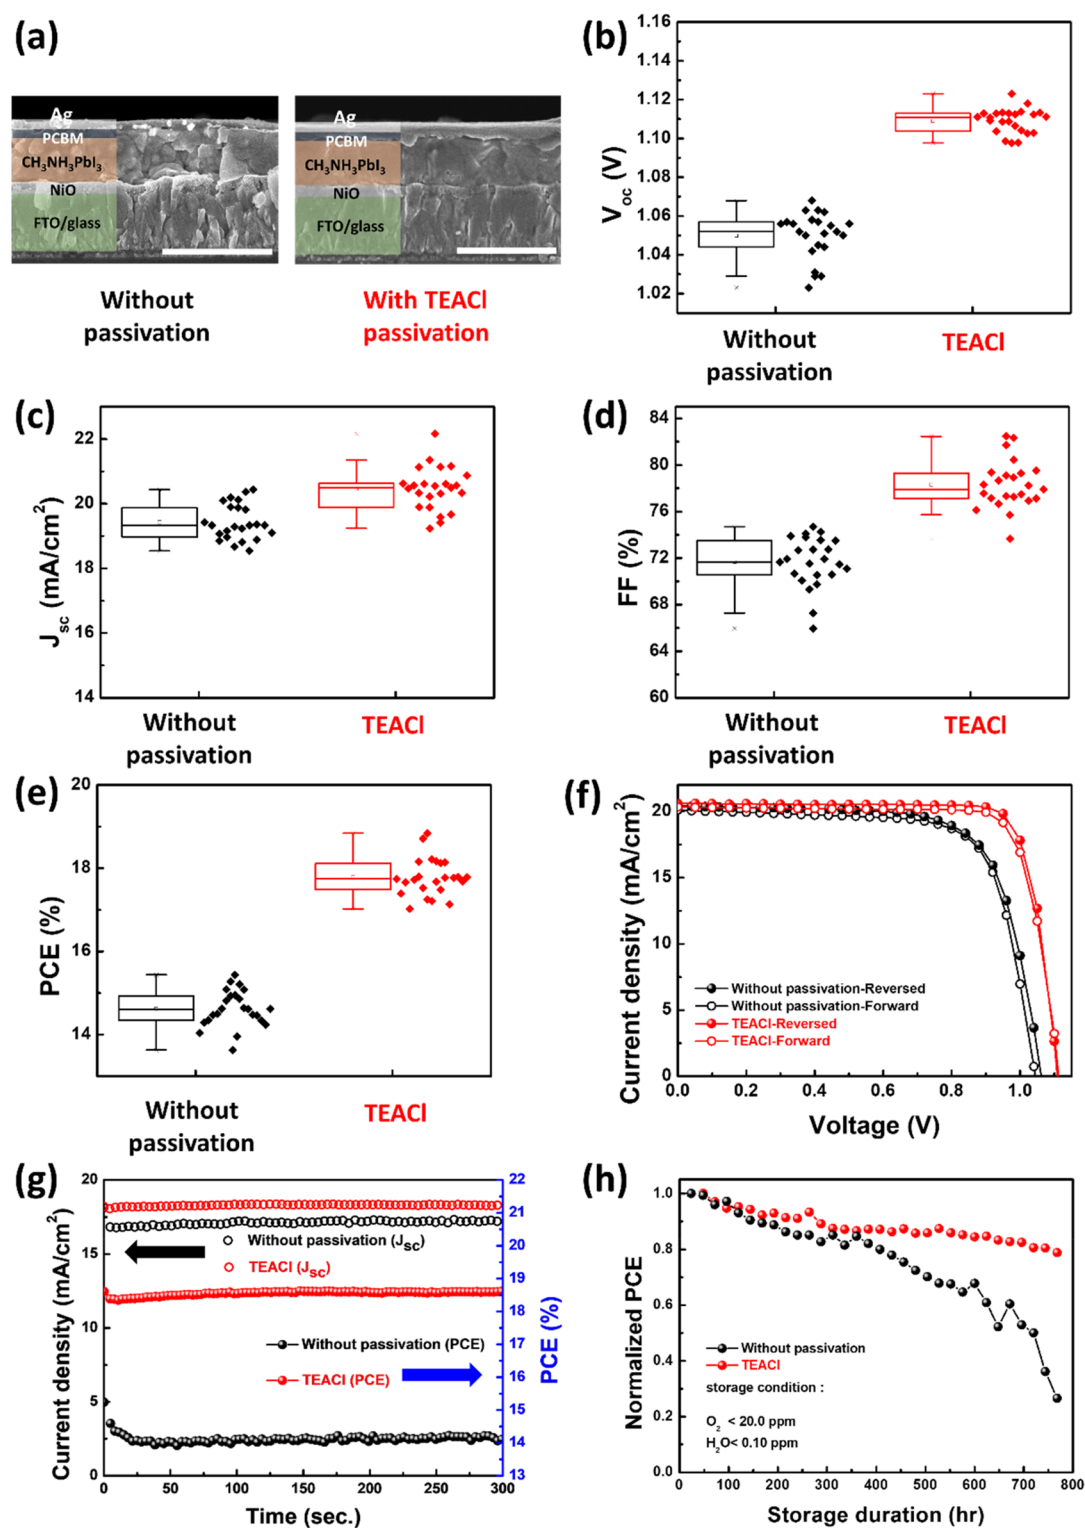 (a)
Ag
PCBM
CH₃NH₃PbI₃
NiO
FTO/glass
Ag
PCBM
CH₃NH₃PbI₃
NiO
FTO/glass
Without
passivation
With TEACl
passivation
(b)
Voc (V)
1.16
1.14
1.12
1.10
1.08
1.06
1.04
1.02
Without
passivation
TEACl
(c)
Jsc (mA/cm²)
22
20
18
16
14
Without
passivation
TEACl
(d)
FF (%)
84
80
76
72
68
64
60
Without
passivation
TEACl
(e)
PCE (%)
20
18
16
14
Without
passivation
TEACl
(f)
Current density (mA/cm²)
20
15
10
5
0
Without passivation-Reversed
Without passivation-Forward
TEACl-Reversed
TEACl-Forward
0.0 0.2 0.4 0.6 0.8 1.0
Voltage (V)
(g)
Current density (mA/cm²)
20
15
10
5
0
Without passivation (Jsc)
TEACl (Jsc)
Without passivation (PCE)
TEACl (PCE)
22
21
20
19
18
17
16
15
14
13
PCE (%)
0 50 100 150 200 250 300
Time (sec.)
(h)
Normalized PCE
1.0
0.8
0.6
0.4
0.2
0.0
Without passivation
TEACl
storage condition :
O₂ < 20.0 ppm
H₂O< 0.10 ppm
0 100 200 300 400 500 600 700 800
Storage duration (hr)